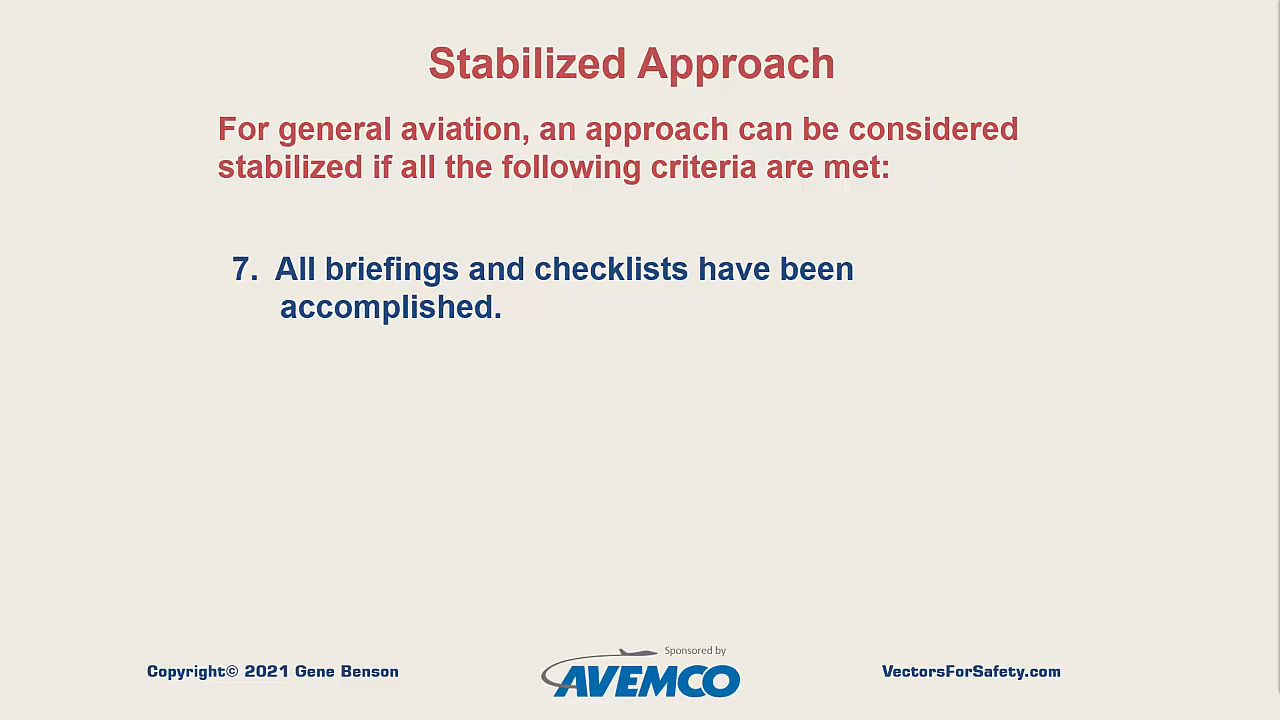 Stabilized Approach
For general aviation, an approach can be considered
stabilized if all the following criteria are met:
7. All briefings and checklists have been
accomplished.
Sponsored by
AVEMCO
Copyright© 2021 Gene Benson
VectorsForSafety.com